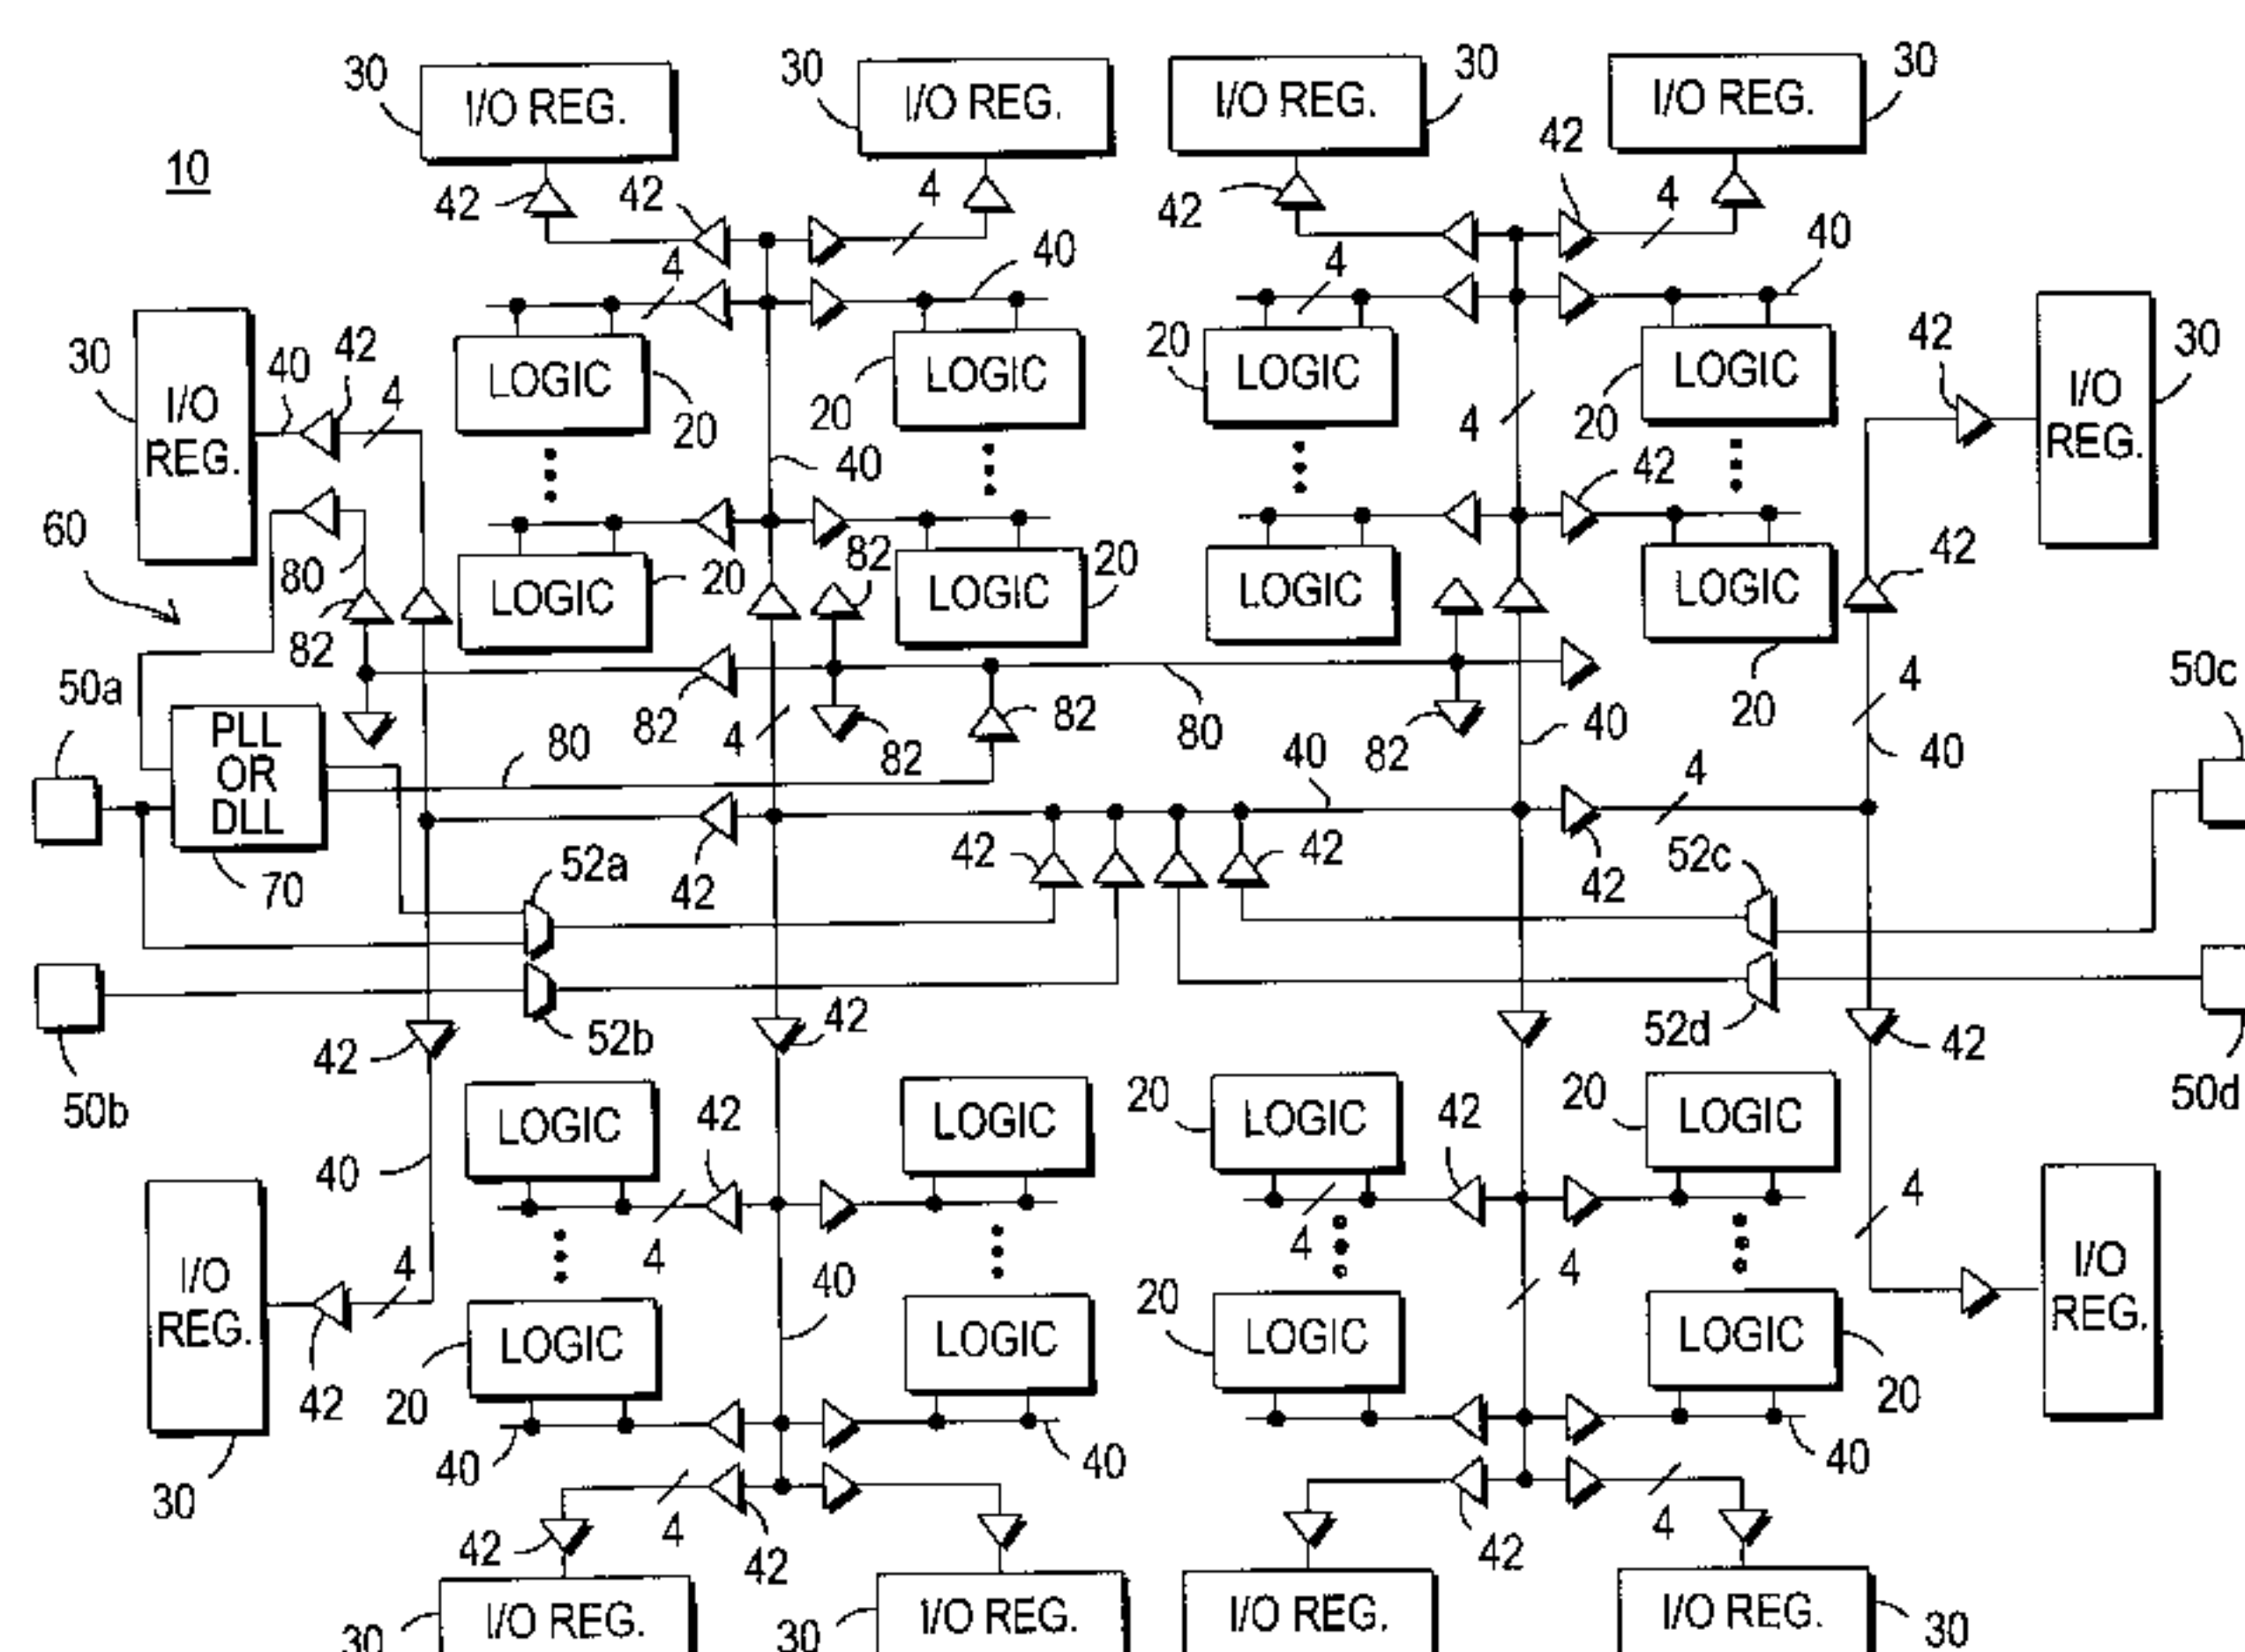 30 I/O REG. 30 I/O REG. I/O REG. 30 I/O REG. 30
10 42 42 4 42 42 4
4 40 4 40
30 I/O REG. 40 42 4 LOGIC 20 LOGIC 20 20 LOGIC 4 LOGIC 20 42 I/O REG. 30
40 42
60 80 82 LOGIC 20 82 LOGIC 20 LOGIC LOGIC 20 42
50a 82 4 82 82 80 82 40 4 40 50c
PLL OR DLL 80 40 4
70 52a 42 42 42 42 52c
50b 42 52b 42 52d 42 50d
LOGIC 42 LOGIC 20 LOGIC 42 20 LOGIC
40 4 4 4 4
I/O REG. 4 40 I/O REG.
42 20 LOGIC LOGIC 20 LOGIC LOGIC 20
30 40 40 40
42 4 42 42 4
30 I/O REG. 30 I/O REG. I/O REG. I/O REG. 30